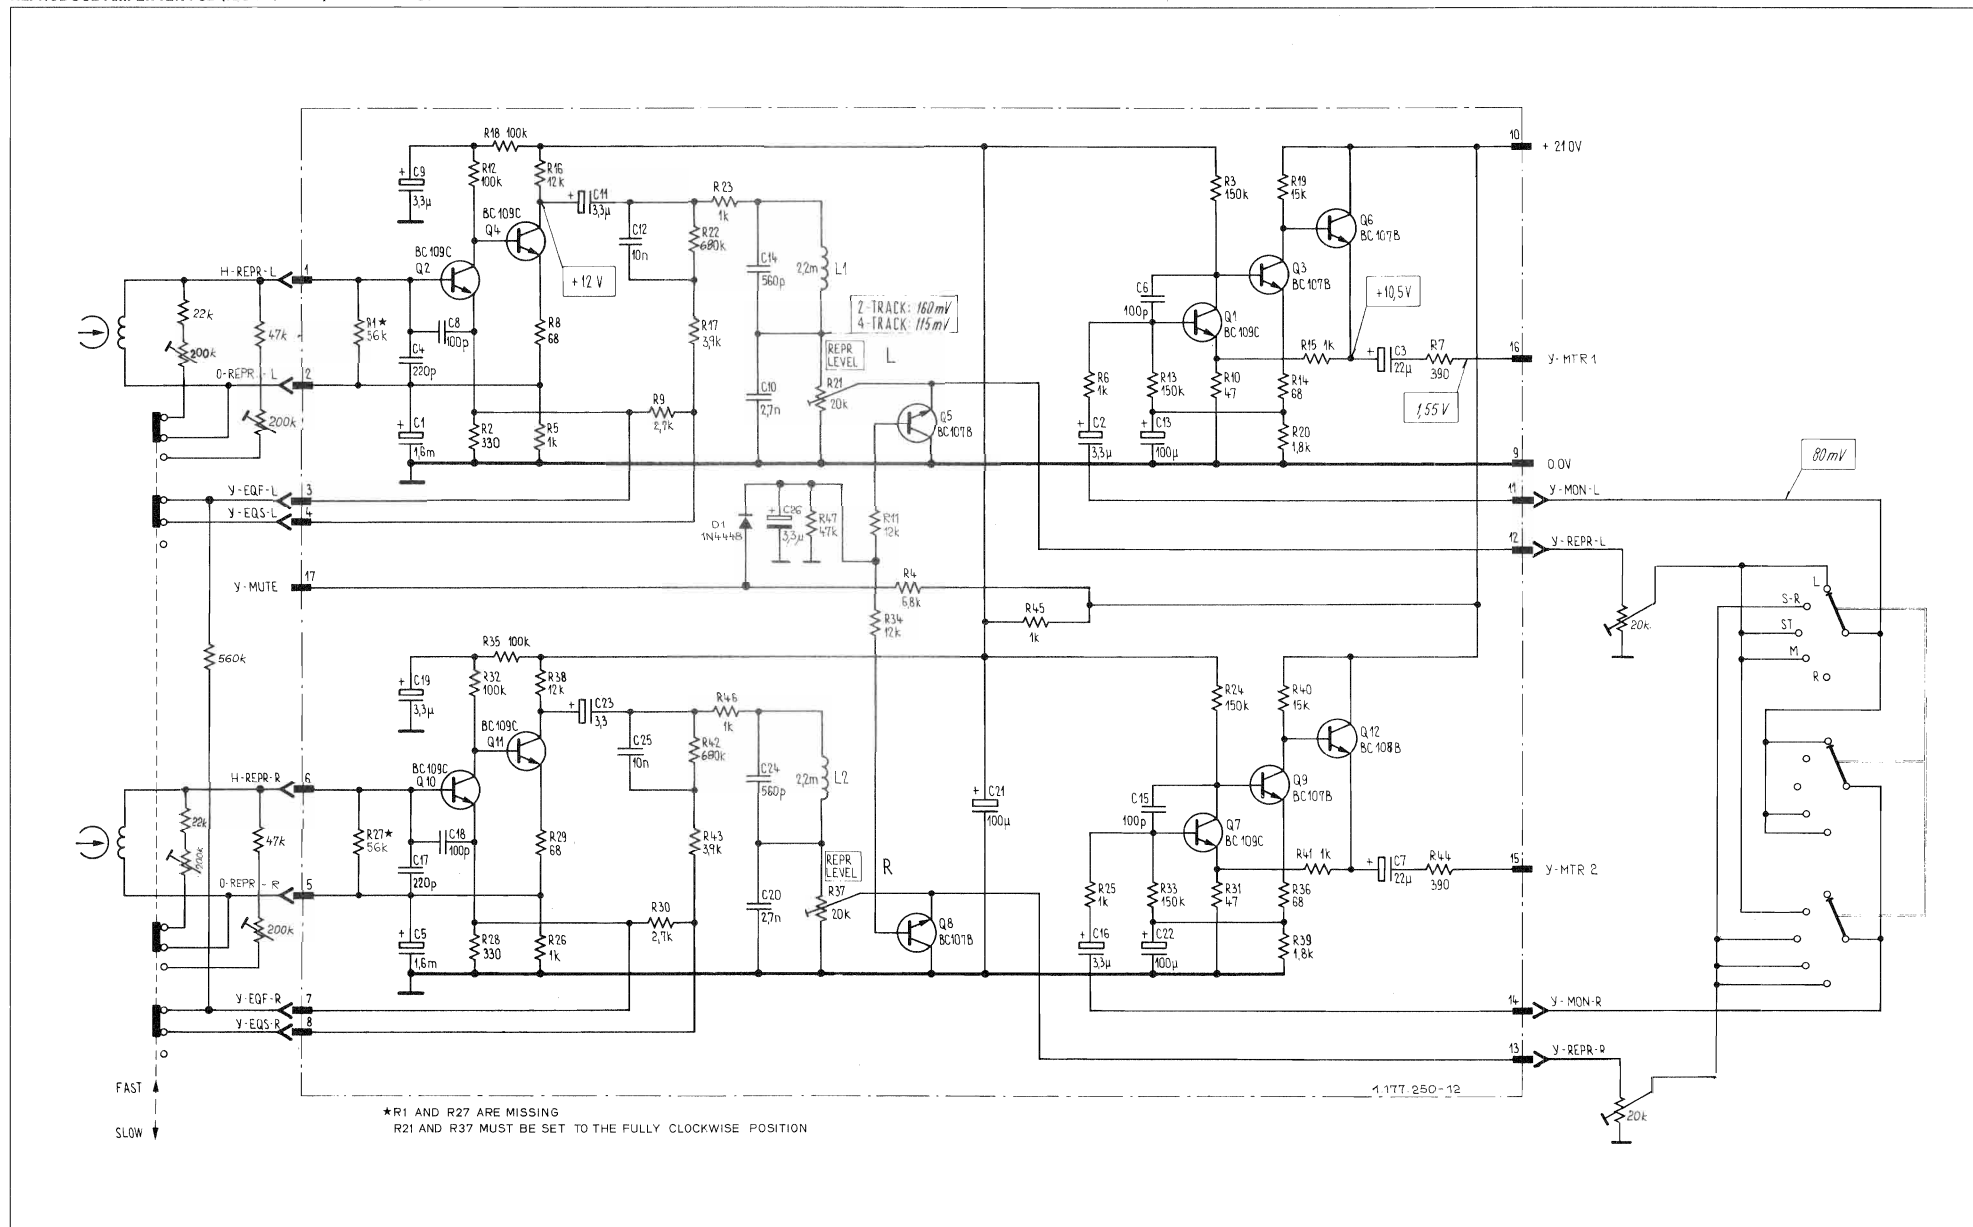 R18 100k
10
+ 21.0V
C9
+
3,3µ
R12
100k
R16
12k
R3
150k
R19
15k
BC109C
Q4
+
C11
3,3µ
R 23
1k
C12
10n
R22
680k
Q6
BC107B
BC109C
Q2
H-REPR-L
1
+12 V
C14
560p
2,2m
L1
Q3
BC107B
C6
100p
+10,5V
22k
47k
R1★
56k
C8
100p
R8
68
R17
3,9k
2-TRACK: 160mV
4-TRACK: 115mV
Q1
BC109C
200k
C4
220p
REPR
LEVEL
L
R15 1k
+
C3
22µ
R7
390
16
Y-MTR 1
0-REPR-L
2
R21
20k
R6
1k
R13
150k
R10
47
R14
68
1,55V
200k
+
C1
1,6m
R2
330
R5
1k
R9
2,7k
C10
2,7n
Q5
BC107B
+
C2
3,3µ
+
C13
100µ
R20
1,8k
9
0.0V
80mV
Y-EQF-L
3
11
Y-MON-L
Y-EQS-L
4
D1
1N4448
+
C26
3,3µ
R47
47k
R11
12k
12
Y-REPR-L
Y-MUTE
17
R4
6,8k
L
S-R
20k
ST
M
R
R34
12k
R45
1k
560k
R35 100k
C19
+
3,3µ
R32
100k
R38
12k
R24
150k
R40
15k
BC109C
Q11
+
C23
3,3
R46
1k
C25
10n
R42
680k
Q12
BC108B
BC109C
Q10
H-REPR-R
6
C24
560p
2,2m
L2
+
C21
100µ
Q9
BC107B
C15
100p
22k
47k
R27★
56k
C18
100p
R29
68
R43
3,9k
Q7
BC109C
200k
C17
220p
REPR
LEVEL
R
R41 1k
+
C7
22µ
R44
390
15
Y-MTR 2
0-REPR-R
5
R37
20k
R25
1k
R33
150k
R31
47
R36
68
200k
+
C5
1,6m
R28
330
R26
1k
R30
2,7k
C20
2,7n
Q8
BC107B
+
C16
3,3µ
+
C22
100µ
R39
1,8k
Y-EQF-R
7
14
Y-MON-R
Y-EQS-R
8
13
Y-REPR-R
FAST
1.177.250-12
20k
★R1 AND R27 ARE MISSING
SLOW
R21 AND R37 MUST BE SET TO THE FULLY CLOCKWISE POSITION